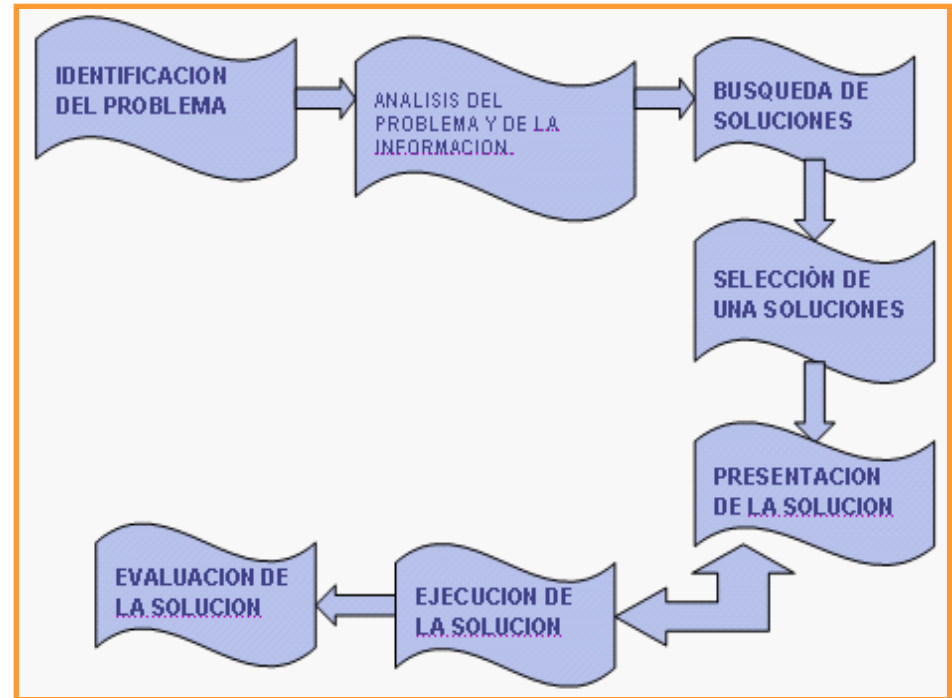 IDENTIFICACION
DEL PROBLEMA
ANALISIS DEL
PROBLEMA Y DE LA
INFORMACION.
BUSQUEDA DE
SOLUCIONES
SELECCIÒN DE
UNA SOLUCIONES
PRESENTACION
DE LA SOLUCION
EJECUCION DE
LA SOLUCION
EVALUACION DE
LA SOLUCION